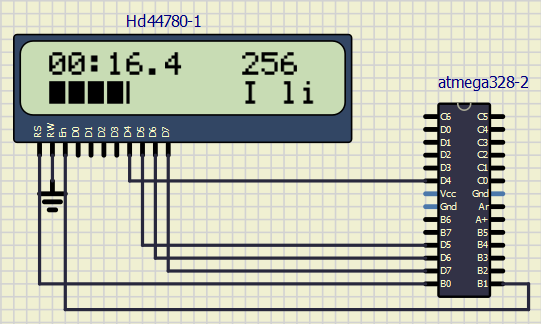 Hd44780-1
00:16.4 256
I li
RS RW En D0 D1 D2 D3 D4 D5 D6 D7
atmega328-2
C6 C5
D0 C4
D1 C3
D2 C2
D3 C1
D4 C0
Vcc Gnd
Gnd Ar
B6 A+
B7 B5
D5 B4
D6 B3
D7 B2
B0 B1